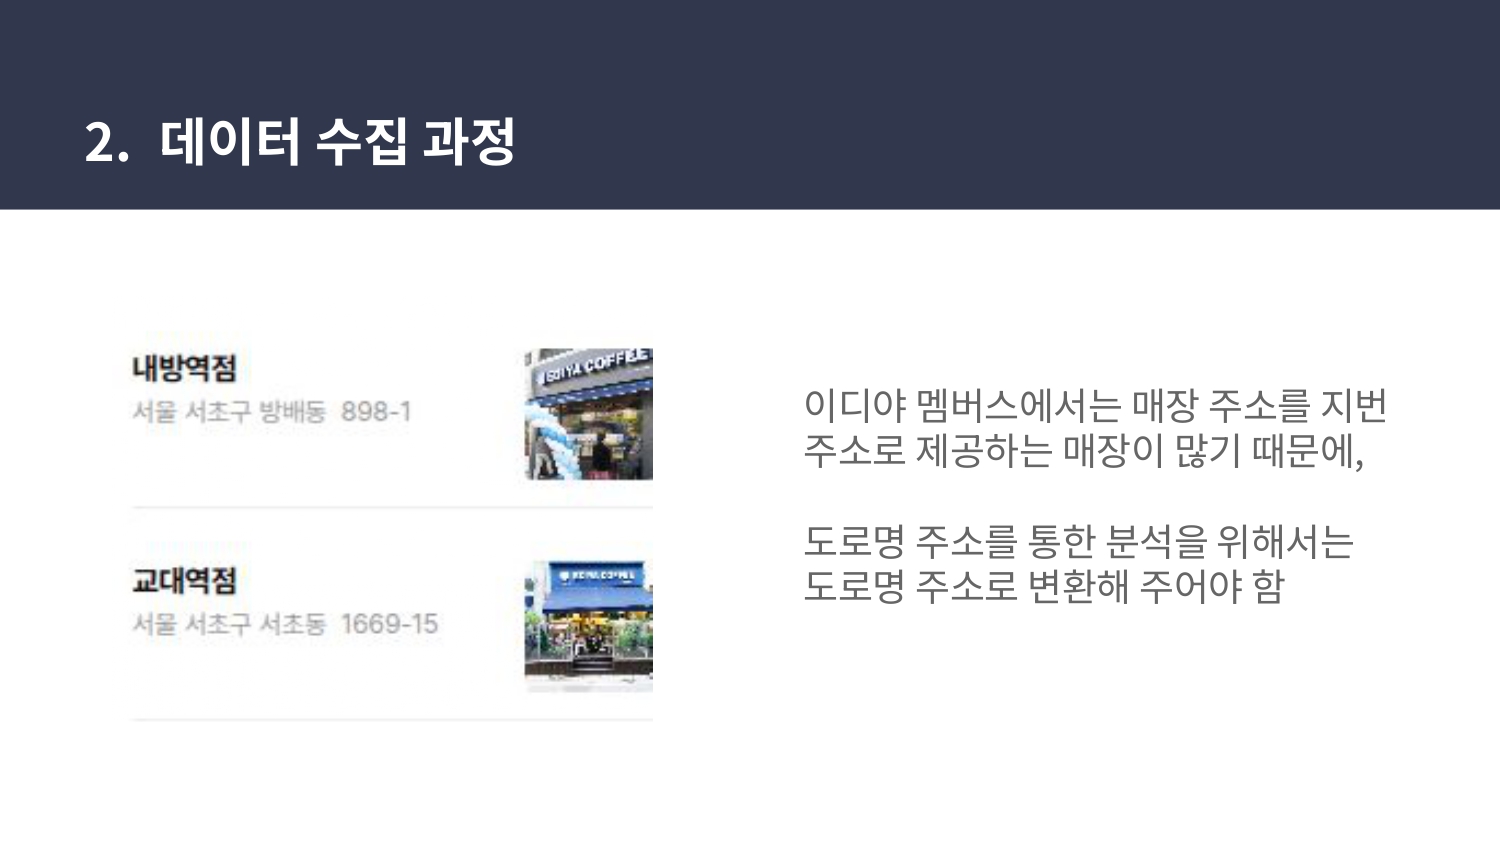 2. 데이터 수집 과정
내방역점
서울 서초구 방배동 898-1
EDIYA COFFEE
교대역점
서울 서초구 서초동 1669-15
EDIYA COFFEE
이디야 멤버스에서는 매장 주소를 지번
주소로 제공하는 매장이 많기 때문에,
도로명 주소를 통한 분석을 위해서는
도로명 주소로 변환해 주어야 함